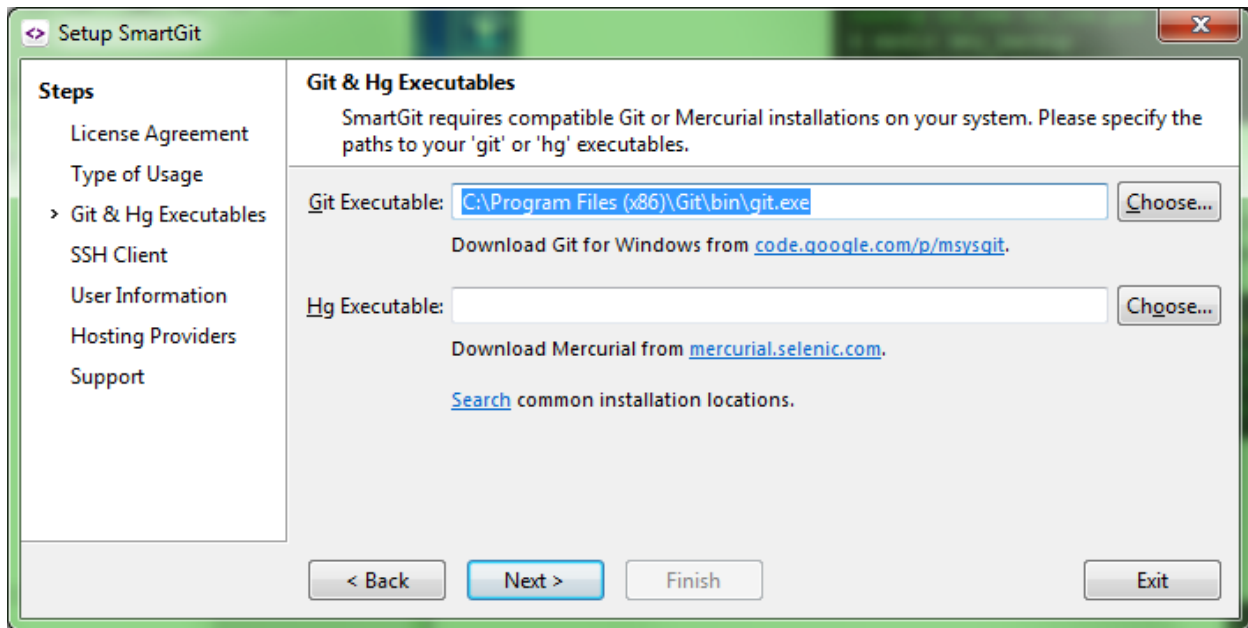 Setup SmartGit
Steps
License Agreement
Type of Usage
> Git & Hg Executables
SSH Client
User Information
Hosting Providers
Support
Git & Hg Executables
SmartGit requires compatible Git or Mercurial installations on your system. Please specify the
paths to your 'git' or 'hg' executables.
Git Executable: C:\Program Files (x86)\Git\bin\git.exe Choose...
Download Git for Windows from code.google.com/p/msysgit.
Hg Executable: Choose...
Download Mercurial from mercurial.selenic.com.
Search common installation locations.
< Back Next > Finish Exit